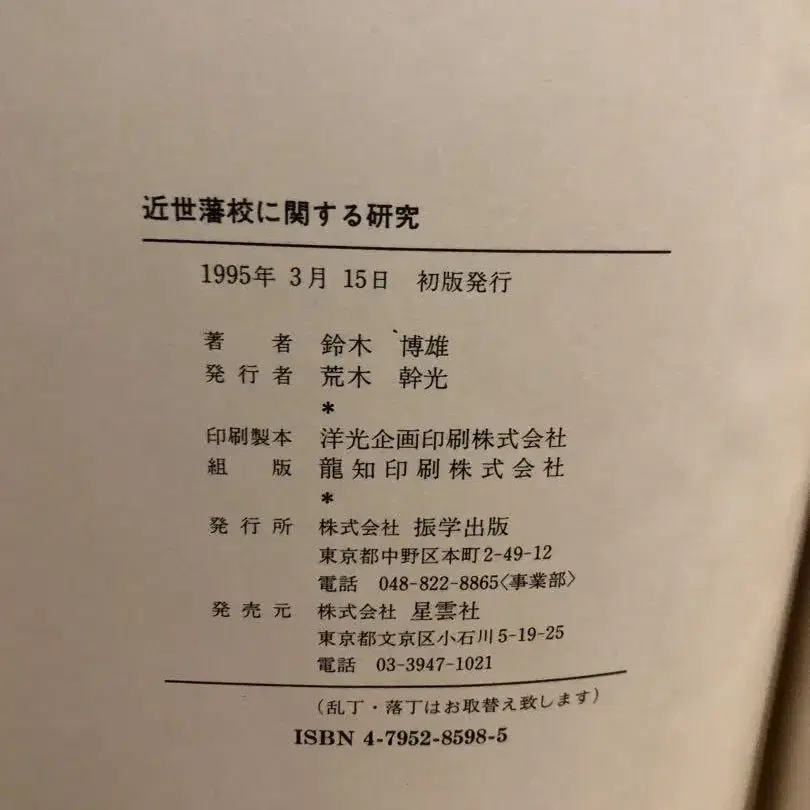 近世藩校に関する研究
1995年 3月 15日 初版発行
著者 鈴木 博雄
発行者 荒木 幹光
*
印刷製本 洋光企画印刷株式会社
組版 龍知印刷株式会社
*
発行所 株式会社 振学出版
東京都中野区本町2-49-12
電話 048-822-8865〈事業部〉
発売元 株式会社 星雲社
東京都文京区小石川5-19-25
電話 03-3947-1021
（乱丁・落丁はお取替え致します）
ISBN 4-7952-8598-5